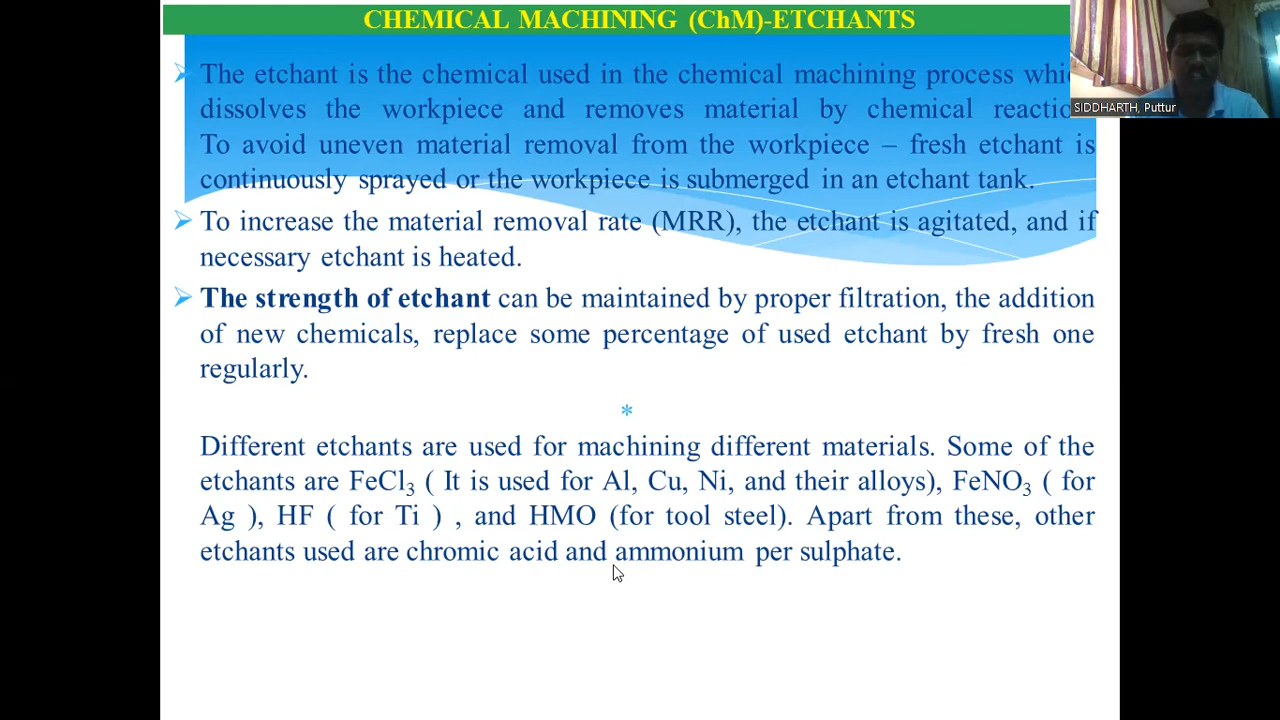 CHEMICAL MACHINING (ChM)-ETCHANTS
SIDDHARTH, Puttur
The etchant is the chemical used in the chemical machining process
dissolves the workpiece and removes material by chemical
To avoid uneven material removal from the workpiece – fresh etchant is
continuously sprayed or the workpiece is submerged in an etchant tank.
To increase the material removal rate (MRR), the etchant is agitated, and if
necessary etchant is heated.
The strength of etchant can be maintained by proper filtration, the addition
of new chemicals, replace some percentage of used etchant by fresh one
regularly.
*
Different etchants are used for machining different materials. Some of the
etchants are FeCl₃ ( It is used for Al, Cu, Ni, and their alloys), FeNO₃ ( for
Ag ), HF ( for Ti ) , and HMO (for tool steel). Apart from these, other
etchants used are chromic acid and ammonium per sulphate.